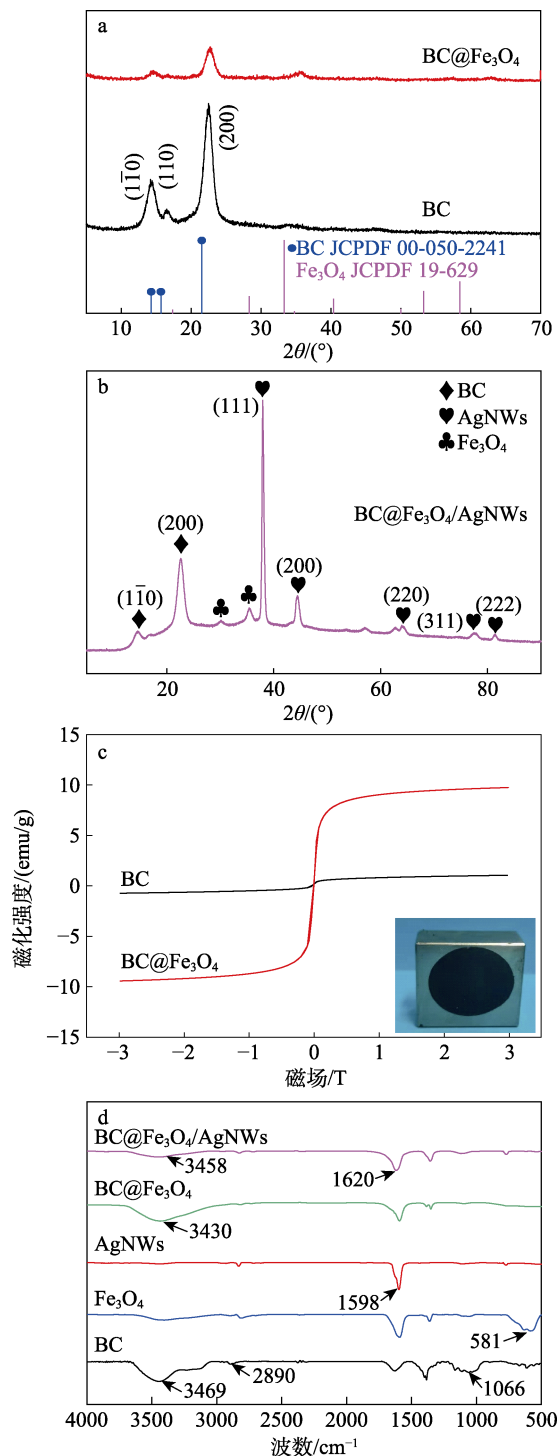 a
BC@Fe₃O₄
(11̄0)
(110)
(200)
BC
BC JCPDF 00-050-2241
Fe₃O₄ JCPDF 19-629
10 20 30 40 50 60 70
2θ/(°)
b
BC
AgNWs
Fe₃O₄
(111)
BC@Fe₃O₄/AgNWs
(200)
(11̄0)
(200)
(220)
(311)
(222)
20 40 60 80
2θ/(°)
c
15
10
5
0
−5
−10
−15
磁化强度/(emu/g)
BC
BC@Fe₃O₄
−3 −2 −1 0 1 2 3
磁场/T
d
BC@Fe₃O₄/AgNWs
3458
1620
BC@Fe₃O₄
3430
AgNWs
1598
Fe₃O₄
581
BC
2890
3469
1066
4000 3500 3000 2500 2000 1500 1000 500
波数/cm⁻¹